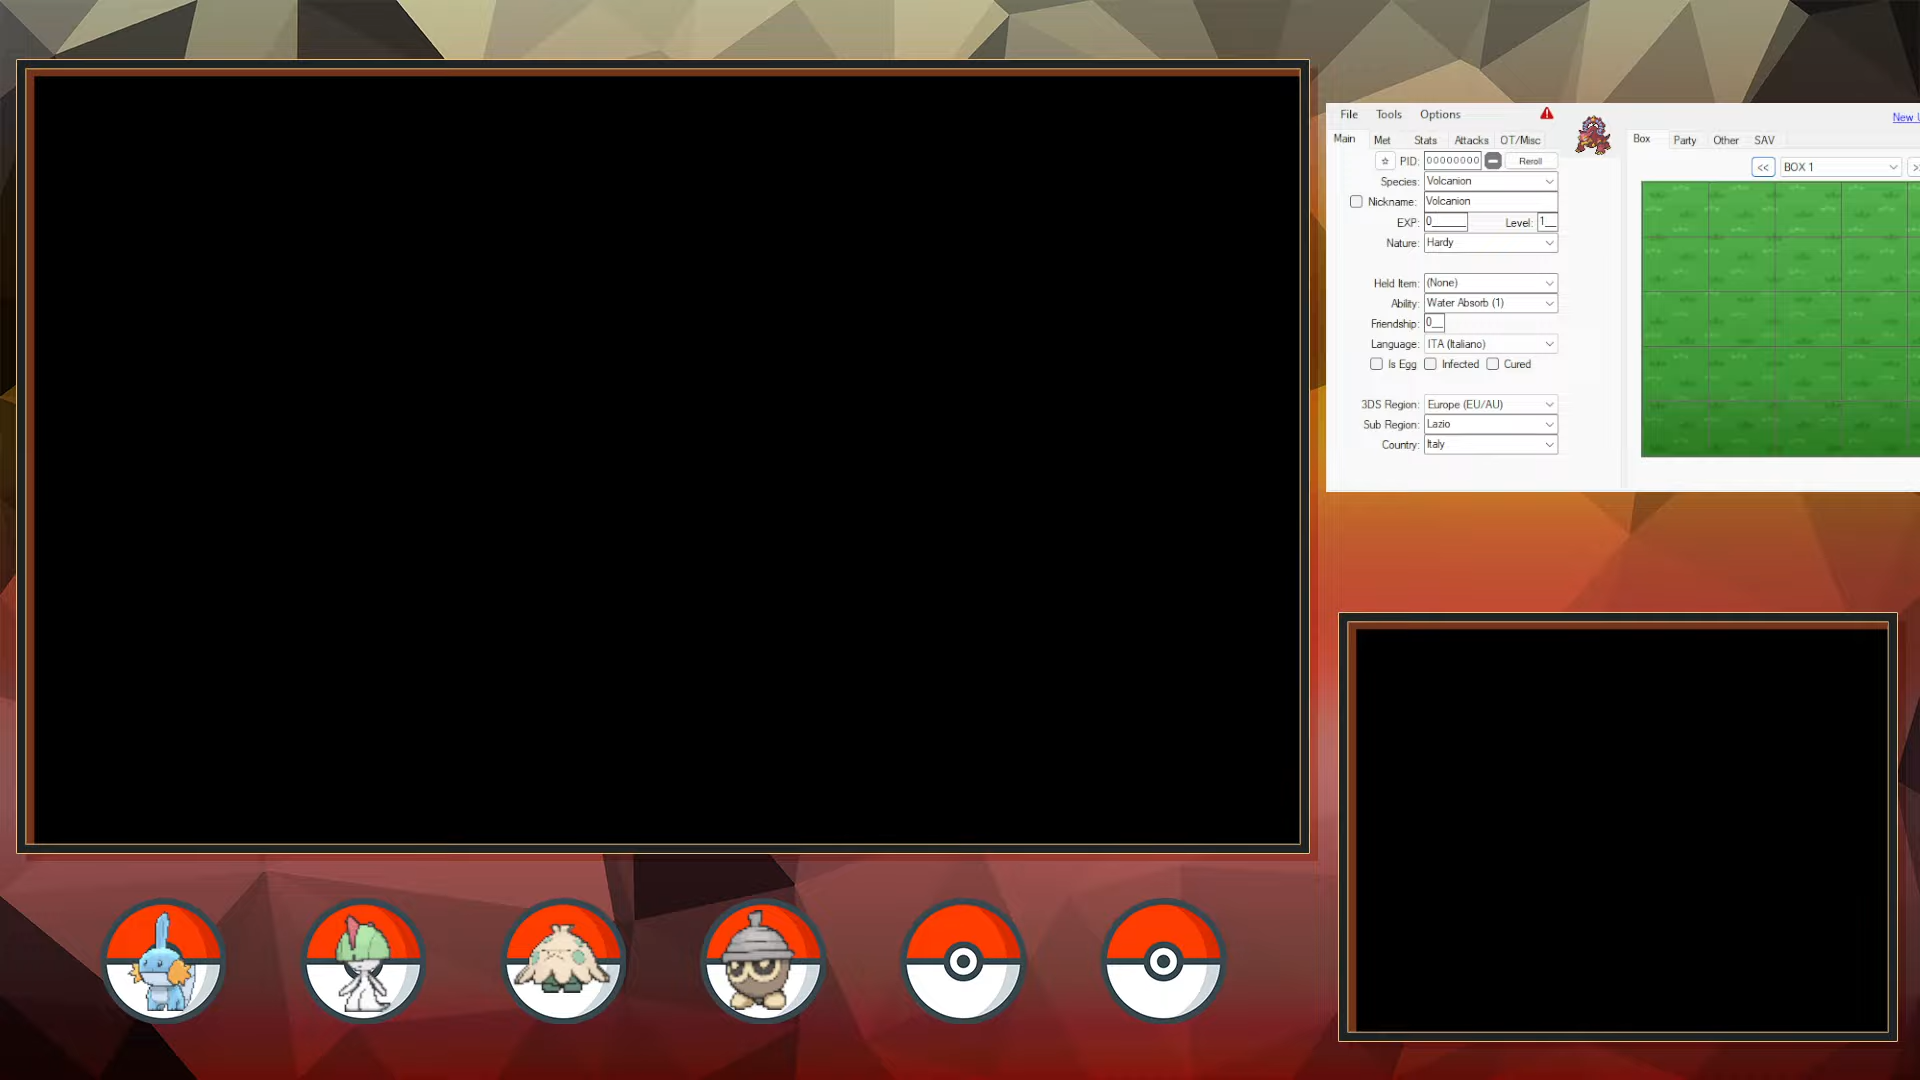 File Tools Options
New
Main Met Stats Attacks OT/Misc
Box Party Other SAV
PID: 00000000 Reroll
<< BOX 1
Species: Volcanion
Nickname: Volcanion
EXP: 0 Level: 1
Nature: Hardy
Held Item: (None)
Ability: Water Absorb (1)
Friendship: 0
Language: ITA (Italiano)
Is Egg Infected Cured
3DS Region: Europe (EU/AU)
Sub Region: Lazio
Country: Italy